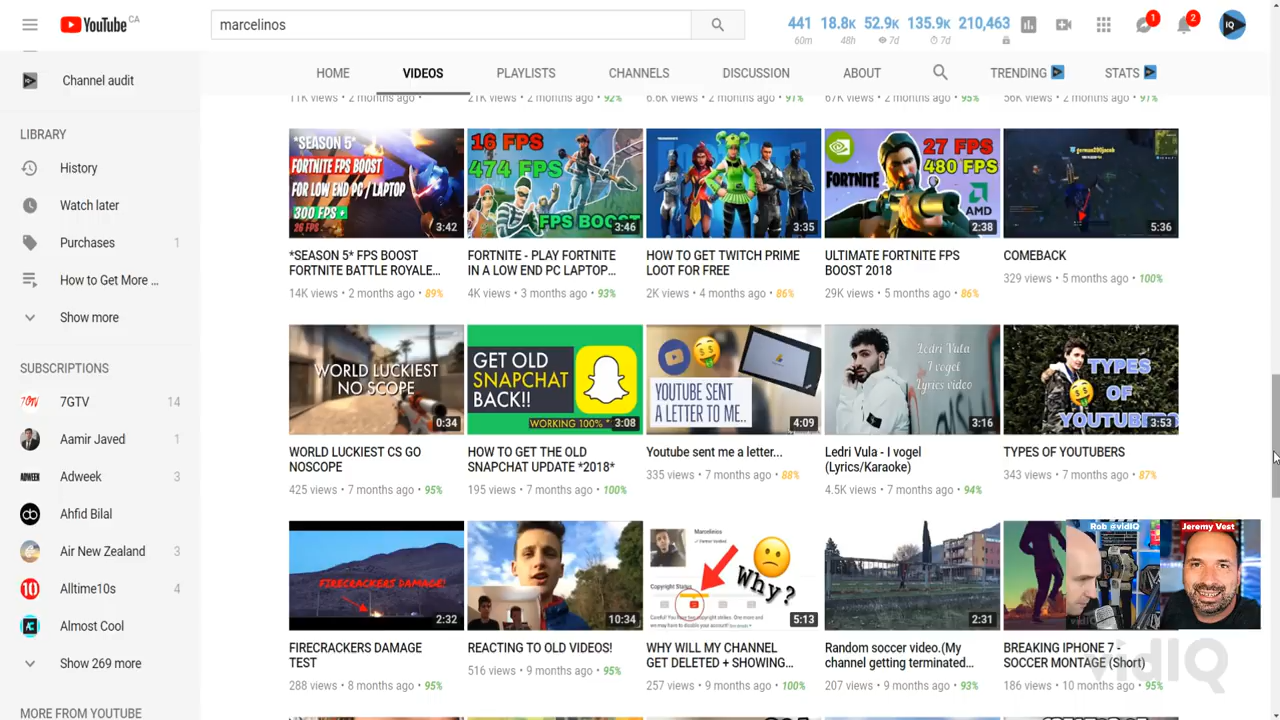 YouTube CA
marcelinos
441 18.8K 52.9K 135.9K 210,463
60m 48h 7d 7d
1
2
IQ
Channel audit
HOME VIDEOS PLAYLISTS CHANNELS DISCUSSION ABOUT TRENDING STATS
11K views • 2 months ago • 92%
21K views • 2 months ago
6.6K views • 2 months ago • 91%
67K views • 2 months ago • 95%
56K views • 2 months ago • 91%
LIBRARY
History
Watch later
Purchases 1
How to Get More ...
Show more
SUBSCRIPTIONS
7GTV 14
Aamir Javed 1
Adweek 3
Ahfid Bilal
Air New Zealand 3
Alltime10s 4
Almost Cool
Show 269 more
MORE FROM YOUTUBE
*SEASON 5*
FORTNITE FPS BOOST
FOR LOW END PC / LAPTOP
300 FPS +
26 FPS
3:42
16 FPS
474 FPS
FPS BOOST
3:46
3:35
FORTNITE
27 FPS
480 FPS
AMD
2:38
5:36
*SEASON 5* FPS BOOST
FORTNITE BATTLE ROYALE...
14K views • 2 months ago • 89%
FORTNITE - PLAY FORTNITE
IN A LOW END PC LAPTOP...
4K views • 3 months ago • 93%
HOW TO GET TWITCH PRIME
LOOT FOR FREE
2K views • 4 months ago • 86%
ULTIMATE FORTNITE FPS
BOOST 2018
29K views • 5 months ago • 86%
COMEBACK
329 views • 5 months ago • 100%
WORLD LUCKIEST
NO SCOPE
0:34
GET OLD
SNAPCHAT
BACK!!
WORKING 100%
3:08
YOUTUBE SENT
A LETTER TO ME..
4:09
Ledri Vula
I vogel
Lyrics video
3:16
TYPES
OF
YOUTUBERS
3:53
WORLD LUCKIEST CS GO
NOSCOPE
425 views • 7 months ago • 95%
HOW TO GET THE OLD
SNAPCHAT UPDATE *2018*
195 views • 7 months ago • 100%
Youtube sent me a letter...
335 views • 7 months ago • 88%
Ledri Vula - I vogel
(Lyrics/Karaoke)
4.5K views • 7 months ago • 94%
TYPES OF YOUTUBERS
343 views • 7 months ago • 87%
FIRECRACKERS DAMAGE!
2:32
10:34
Marcelinos
Copyright Status
Why?
5:13
2:31
Rob @vidIQ
Jeremy Vest
FIRECRACKERS DAMAGE
TEST
288 views • 8 months ago • 95%
REACTING TO OLD VIDEOS!
516 views • 9 months ago • 95%
WHY WILL MY CHANNEL
GET DELETED + SHOWING...
257 views • 9 months ago • 100%
Random soccer video.(My
channel getting terminated...
207 views • 9 months ago • 93%
BREAKING IPHONE 7 -
SOCCER MONTAGE (Short)
186 views • 10 months ago • 95%
vidIQ